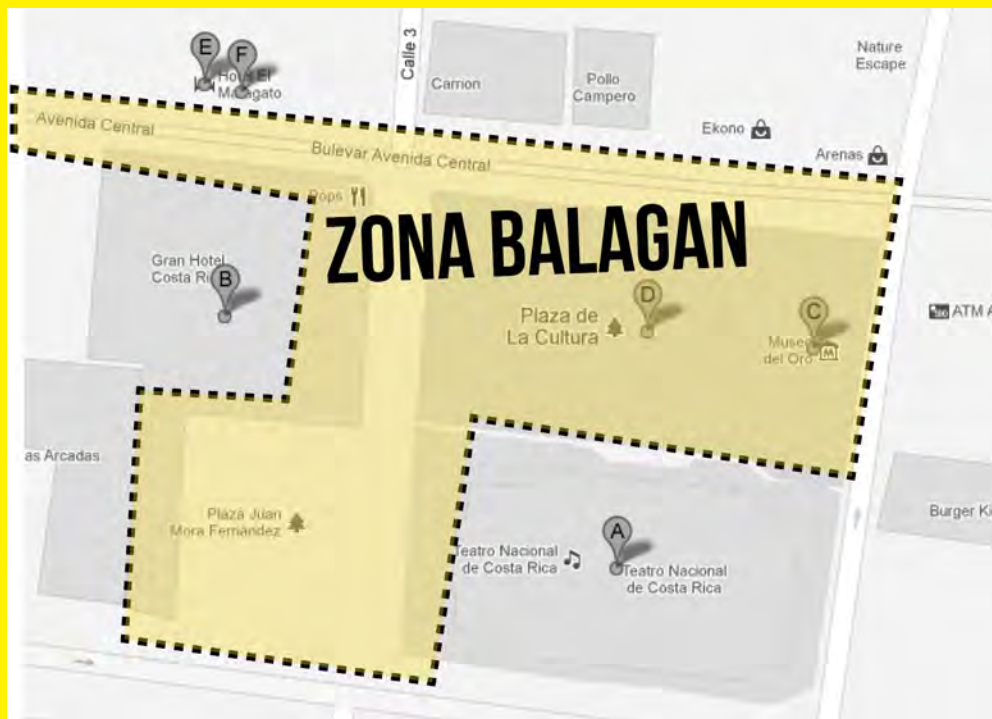 E
F
Hotel El
Maragato
Calle 3
Carrion
Pollo
Campero
Nature
Escape
Ekono
Arenas
Avenida Central
Bulevar Avenida Central
Pops
ZONA BALAGAN
Gran Hotel
Costa Ri
B
D
C
Plaza de
La Cultura
Museo
del Oro
M
ATM A
as Arcadas
Plaza Juan
Mora Fernández
A
Teatro Nacional
de Costa Rica
Teatro Nacional
de Costa Rica
Burger Ki